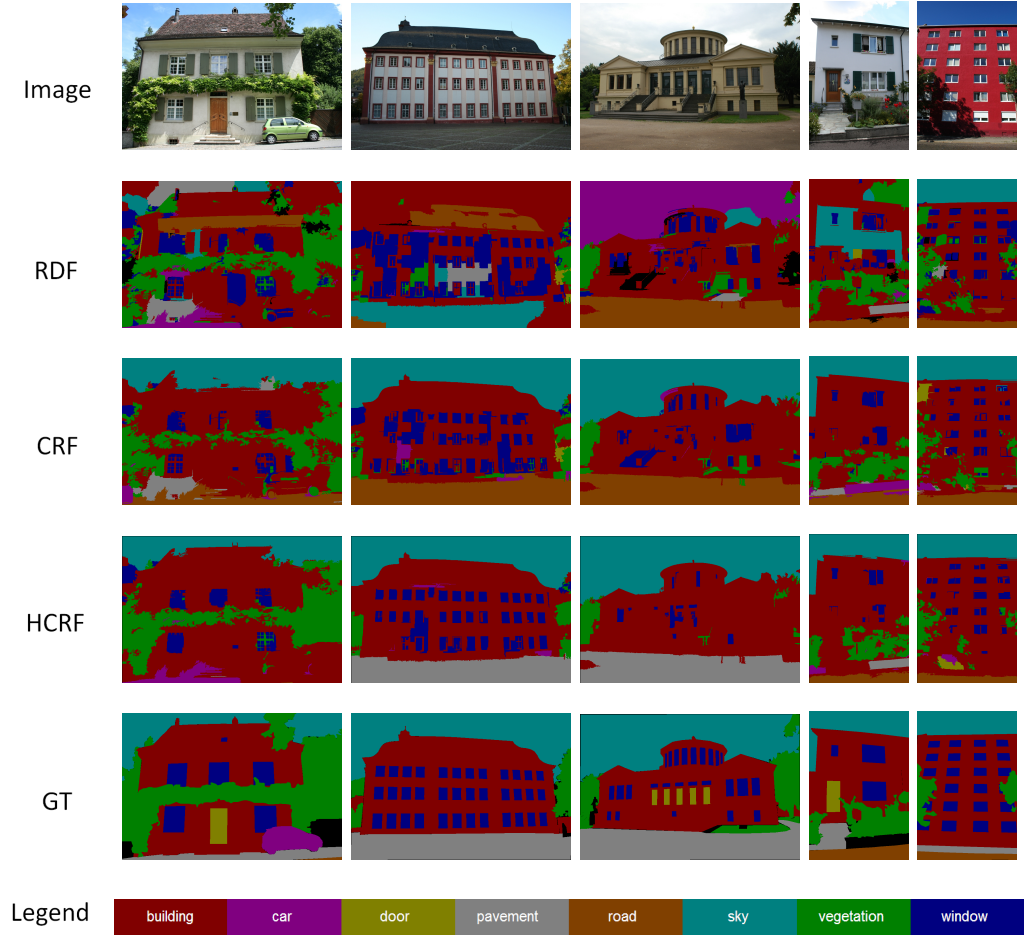 Image
RDF
CRF
HCRF
GT
Legend building car door pavement road sky vegetation window